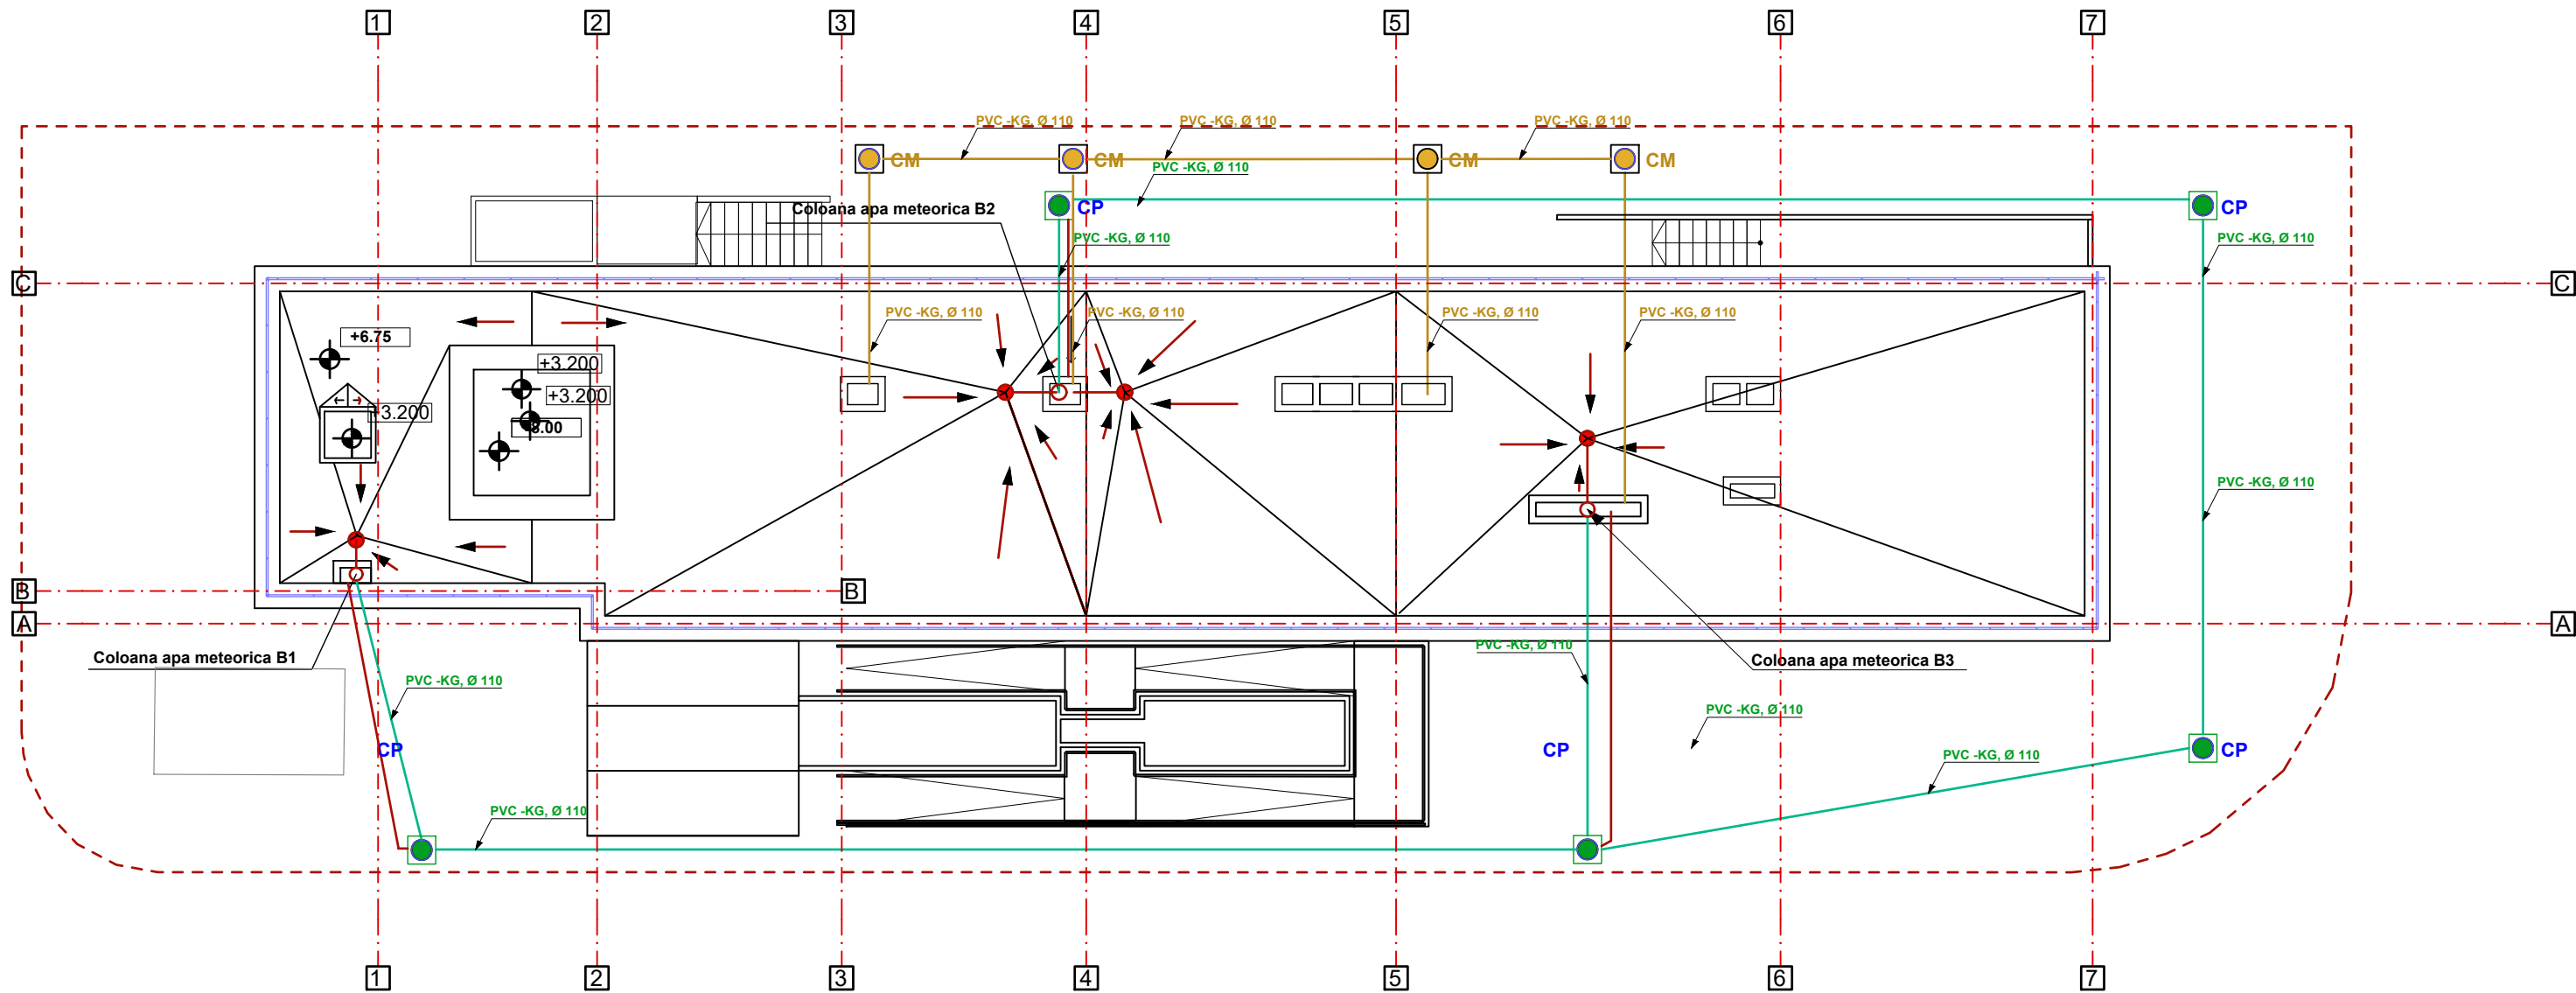 1 2 3 4 5 6 7
PVC -KG, Ø 110 PVC -KG, Ø 110 PVC -KG, Ø 110
CM CM CM CM
PVC -KG, Ø 110
Coloana apa meteorica B2
CP CP
PVC -KG, Ø 110 PVC -KG, Ø 110
C C
PVC -KG, Ø 110 PVC -KG, Ø 110 PVC -KG, Ø 110 PVC -KG, Ø 110
+6.75
+3.200
+3.200
+3.200
PVC -KG, Ø 110
B B
A A
PVC -KG, Ø 110
Coloana apa meteorica B1
Coloana apa meteorica B3
PVC -KG, Ø 110
PVC -KG, Ø 110
CP CP CP
PVC -KG, Ø 110
PVC -KG, Ø 110
1 2 3 4 5 6 7